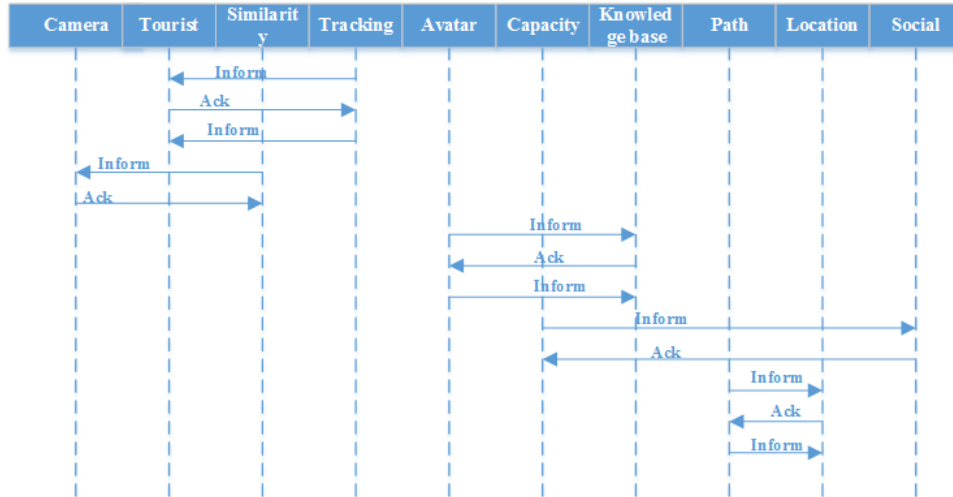 Camera Tourist Similarit Tracking Avatar Capacity Knowled Path Location Social
y ge base
Inform
Ack
Inform
Inform
Ack
Inform
Ack
Inform
Inform
Ack
Inform
Ack
Inform